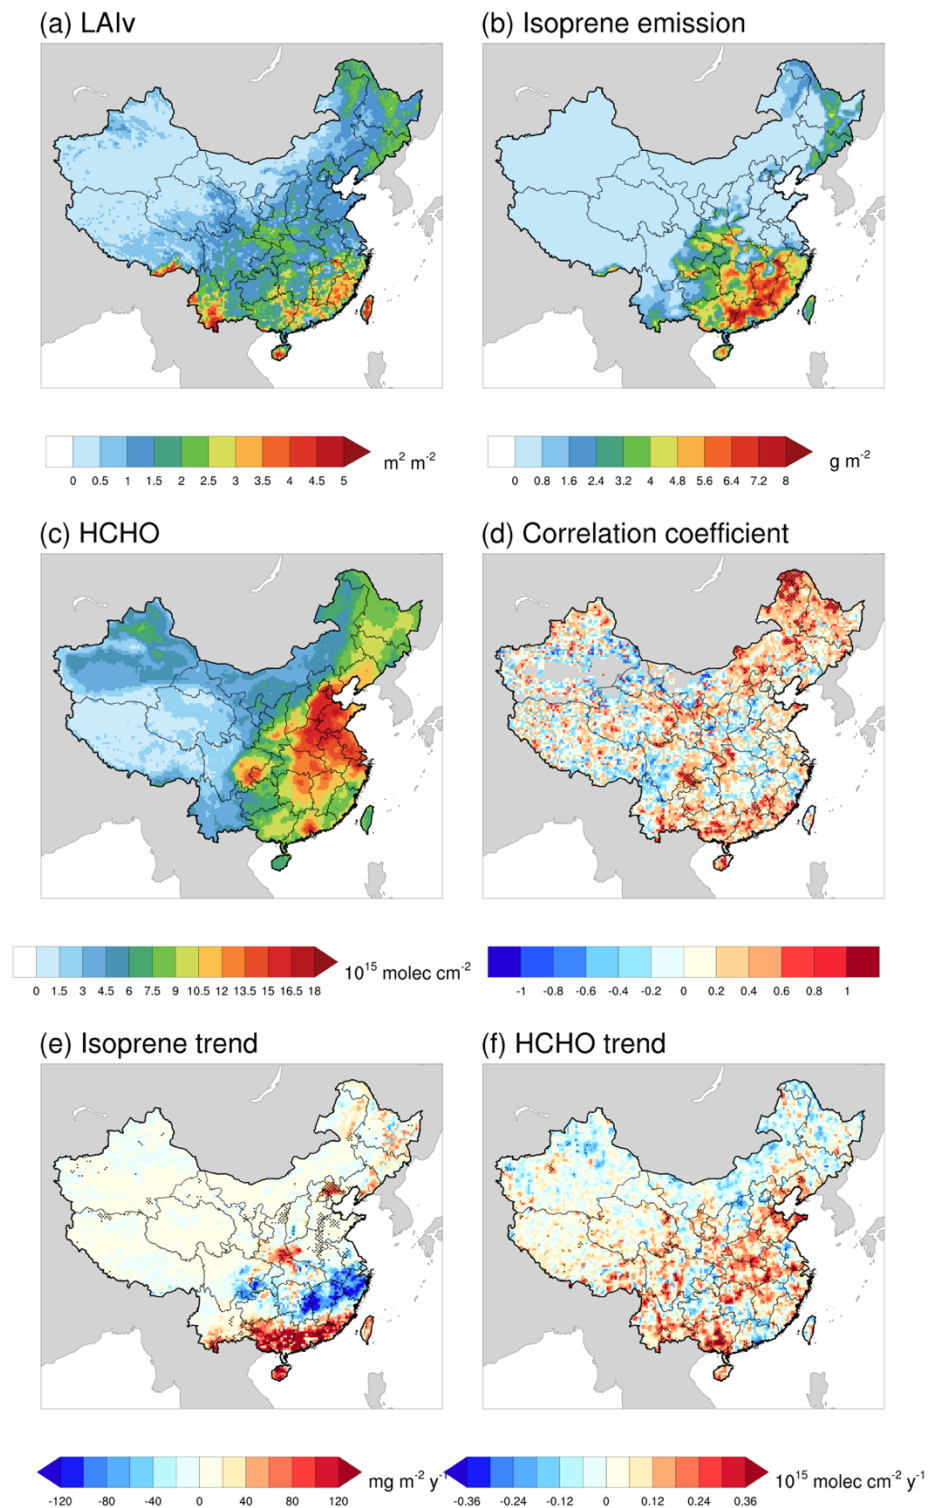 (a) LAIv
(b) Isoprene emission
m² m⁻²
0 0.5 1 1.5 2 2.5 3 3.5 4 4.5 5
g m⁻²
0 0.8 1.6 2.4 3.2 4 4.8 5.6 6.4 7.2 8
(c) HCHO
(d) Correlation coefficient
10¹⁵ molec cm⁻²
0 1.5 3 4.5 6 7.5 9 10.5 12 13.5 15 16.5 18
-1 -0.8 -0.6 -0.4 -0.2 0 0.2 0.4 0.6 0.8 1
(e) Isoprene trend
(f) HCHO trend
mg m⁻² y⁻¹
-120 -80 -40 0 40 80 120
10¹⁵ molec cm⁻² y⁻¹
-0.36 -0.24 -0.12 0 0.12 0.24 0.36